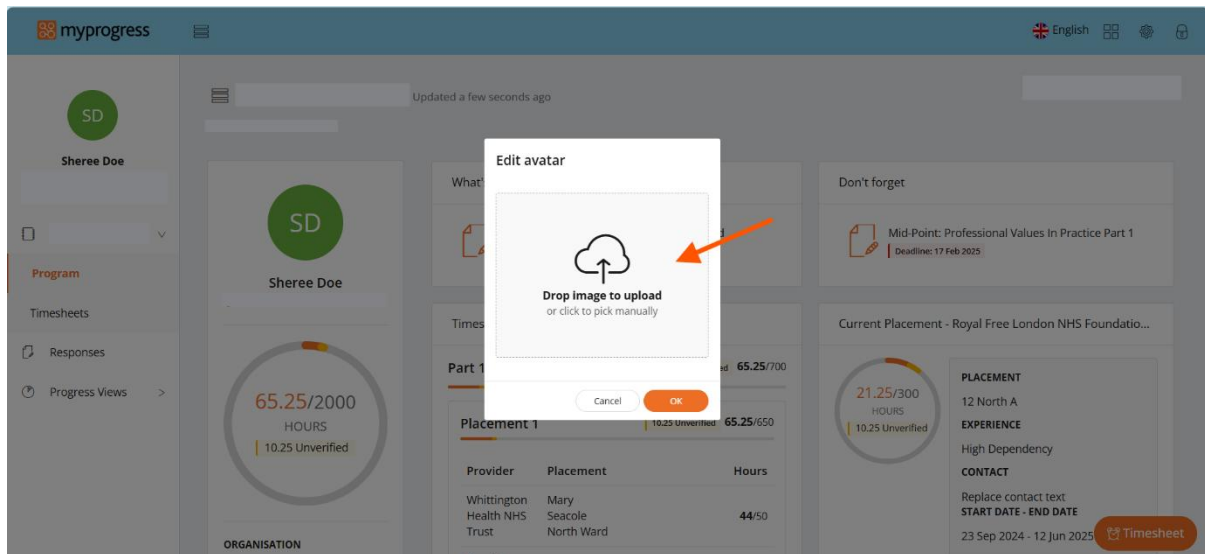 myprogress
English
SD
Sheree Doe
Program
Timesheets
Responses
Progress Views
Updated a few seconds ago
SD
Sheree Doe
65.25/2000
HOURS
10.25 Unverified
ORGANISATION
Edit avatar
Drop image to upload
or click to pick manually
Cancel
OK
What'
Times
Part 1
65.25/700
Placement 1
10.25 Unverified 65.25/650
Provider Placement Hours
Whittington
Health NHS
Trust
Mary
Seacole
North Ward
44/50
Don't forget
Mid-Point: Professional Values In Practice Part 1
Deadline: 17 Feb 2025
Current Placement - Royal Free London NHS Foundatio...
21.25/300
HOURS
10.25 Unverified
PLACEMENT
12 North A
EXPERIENCE
High Dependency
CONTACT
Replace contact text
START DATE - END DATE
23 Sep 2024 - 12 Jun 2025
Timesheet